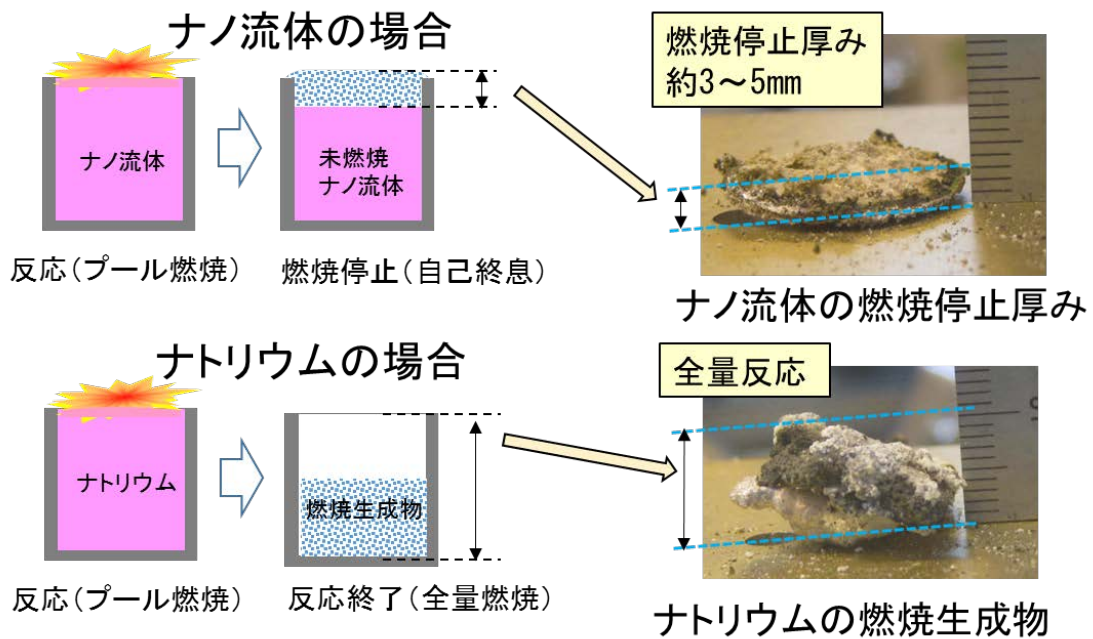 ナノ流体の場合
ナノ流体
未燃焼
ナノ流体
反応（プール燃焼）
燃焼停止（自己終息）
燃焼停止厚み
約3～5mm
ナノ流体の燃焼停止厚み
ナトリウムの場合
ナトリウム
燃焼生成物
反応（プール燃焼）
反応終了（全量燃焼）
全量反応
ナトリウムの燃焼生成物